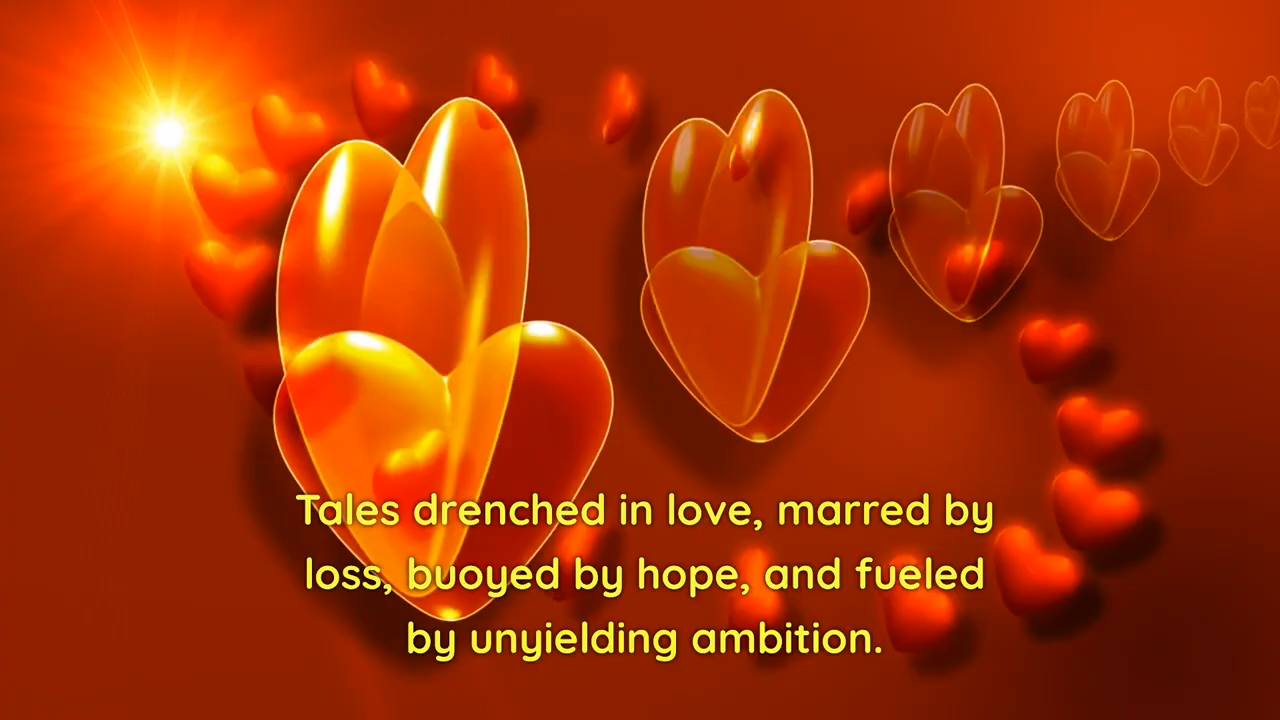 Tales drenched in love, marred by
loss, buoyed by hope, and fueled
by unyielding ambition.